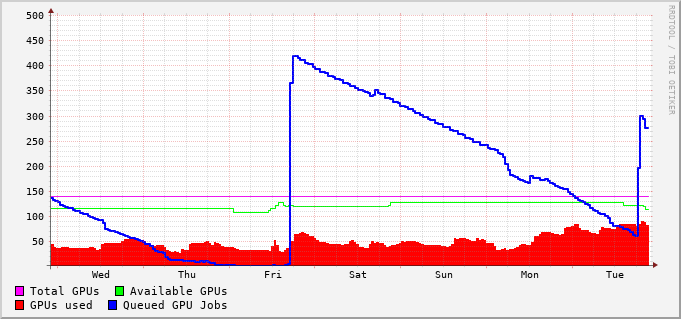 500
450
400
350
300
250
200
150
100
50
Wed Thu Fri Sat Sun Mon Tue
Total GPUs Available GPUs
GPUs used Queued GPU Jobs
RRDTOOL / TOBI OETIKER